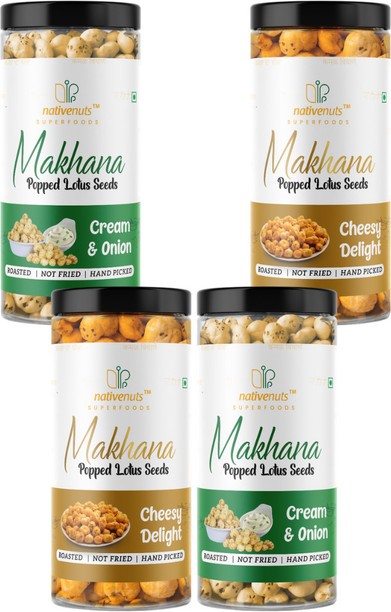 nativenuts™
SUPERFOODS
Makhana
Popped Lotus Seeds
Cream
& Onion
ROASTED | NOT FRIED | HAND PICKED
nativenuts™
SUPERFOODS
Makhana
Popped Lotus Seeds
Cheesy
Delight
ROASTED | NOT FRIED | HAND PICKED
nativenuts™
SUPERFOODS
Makhana
Popped Lotus Seeds
Cheesy
Delight
ROASTED | NOT FRIED | HAND PICKED
nativenuts™
SUPERFOODS
Makhana
Popped Lotus Seeds
Cream
& Onion
ROASTED | NOT FRIED | HAND PICKED